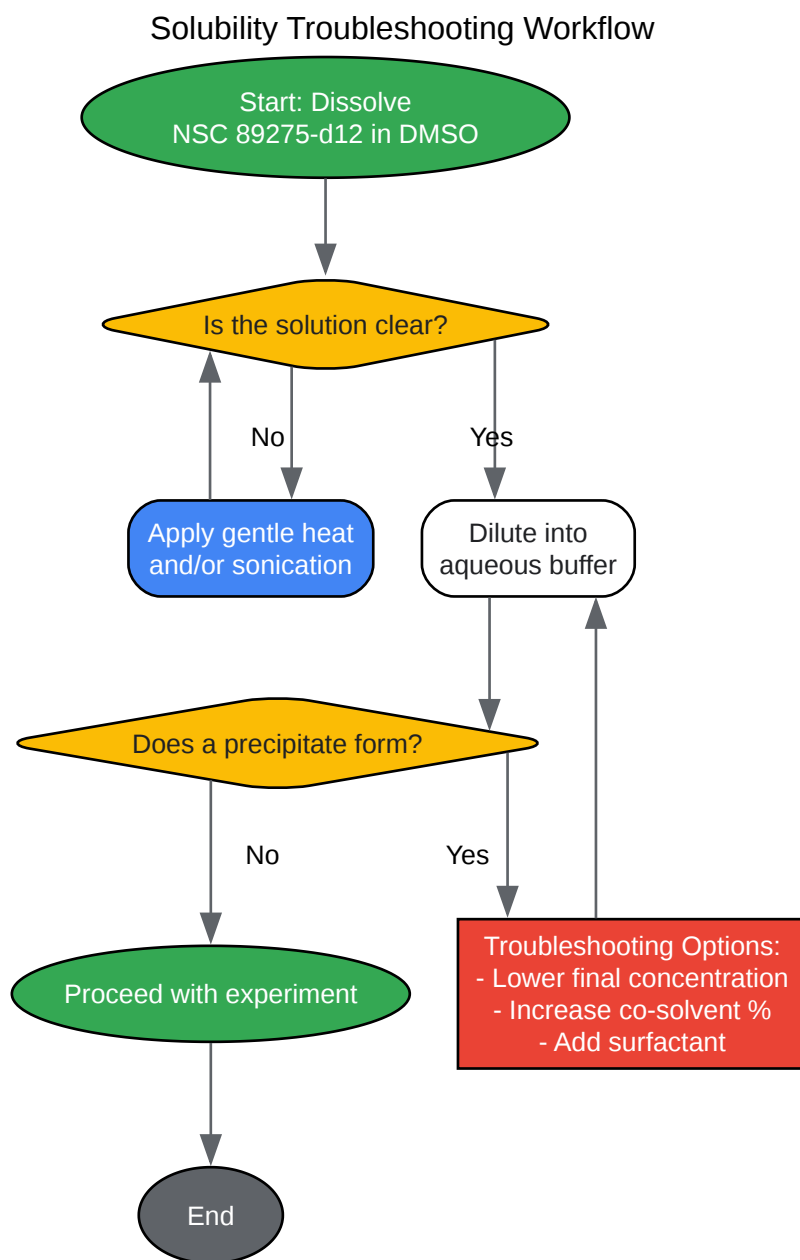 Solubility Troubleshooting Workflow
Start: Dissolve
NSC 89275-d12 in DMSO
Is the solution clear?
No
Yes
Apply gentle heat
and/or sonication
Dilute into
aqueous buffer
Does a precipitate form?
No
Yes
Troubleshooting Options:
- Lower final concentration
- Increase co-solvent %
- Add surfactant
Proceed with experiment
End